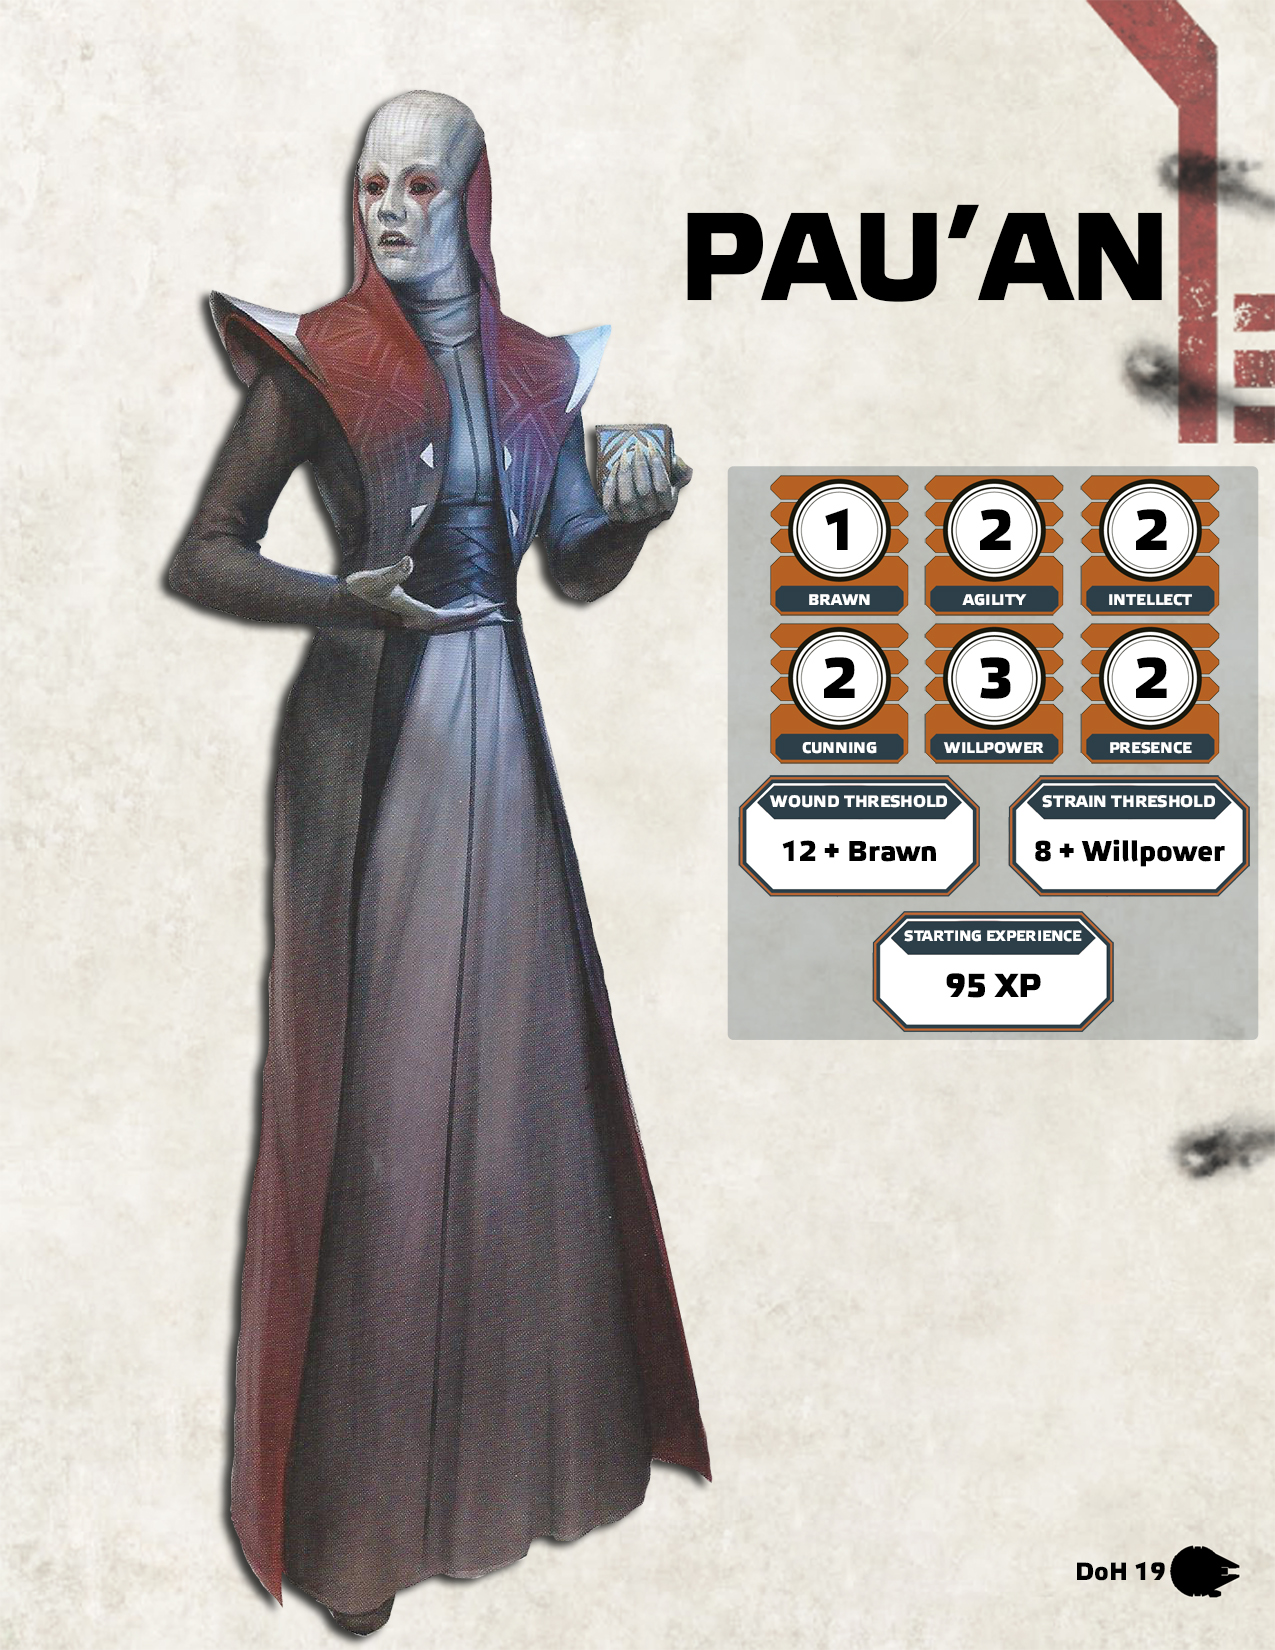 PAU’AN
1 2 2
BRAWN AGILITY INTELLECT
2 3 2
CUNNING WILLPOWER PRESENCE
WOUND THRESHOLD STRAIN THRESHOLD
12 + Brawn 8 + Willpower
STARTING EXPERIENCE
95 XP
DoH 19